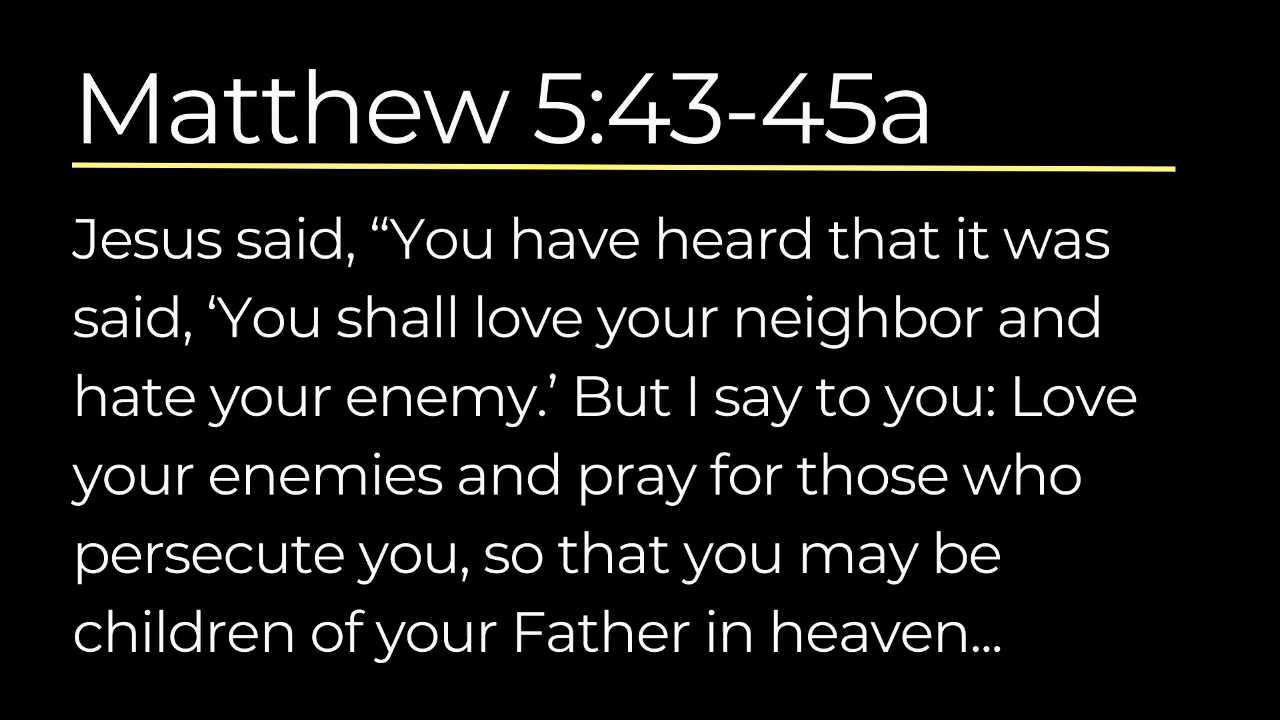 Matthew 5:43-45a
Jesus said, “You have heard that it was
said, ‘You shall love your neighbor and
hate your enemy.’ But I say to you: Love
your enemies and pray for those who
persecute you, so that you may be
children of your Father in heaven...